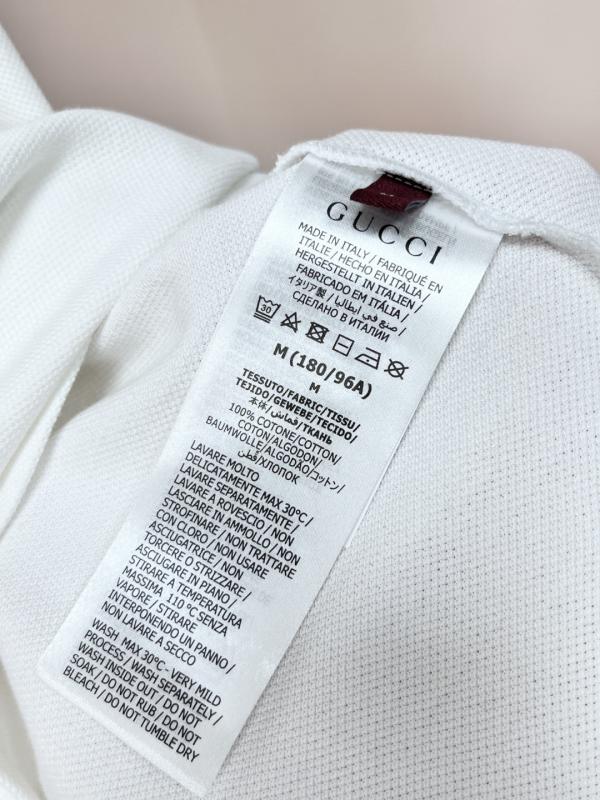 GUCCI
MADE IN ITALY / FABRIQUÉ EN
ITALIE / HECHO EN ITALIA /
HERGESTELLT IN ITALIEN /
FABRICADO EM ITÁLIA /
イタリア製 / صنع في ايطاليا /
СДЕЛАНО В ИТАЛИИ
30
M (180/96A)
M
TESSUTO/FABRIC/TISSU/
TEJIDO/GEWEBE/TECIDO/
本体/قماش/ТКАНЬ
100% COTONE/COTTON/
COTON/ALGODON/
BAUMWOLLE/ALGODÃO/コットン/
قطن/ХЛОПОК
LAVARE MOLTO
DELICATAMENTE MAX 30°C /
LAVARE SEPARATAMENTE /
LAVARE A ROVESCIO / NON
LASCIARE IN AMMOLLO / NON
STROFINARE / NON TRATTARE
CON CLORO / NON USARE
ASCIUGATRICE / NON
TORCERE O STRIZZARE /
ASCIUGARE IN PIANO /
STIRARE A TEMPERATURA
MASSIMA 110 °C SENZA
VAPORE / STIRARE
INTERPONENDO UN PANNO /
NON LAVARE A SECCO
WASH MAX 30°C - VERY MILD
PROCESS / WASH SEPARATELY /
WASH INSIDE OUT / DO NOT
SOAK / DO NOT RUB / DO NOT
BLEACH / DO NOT TUMBLE DRY